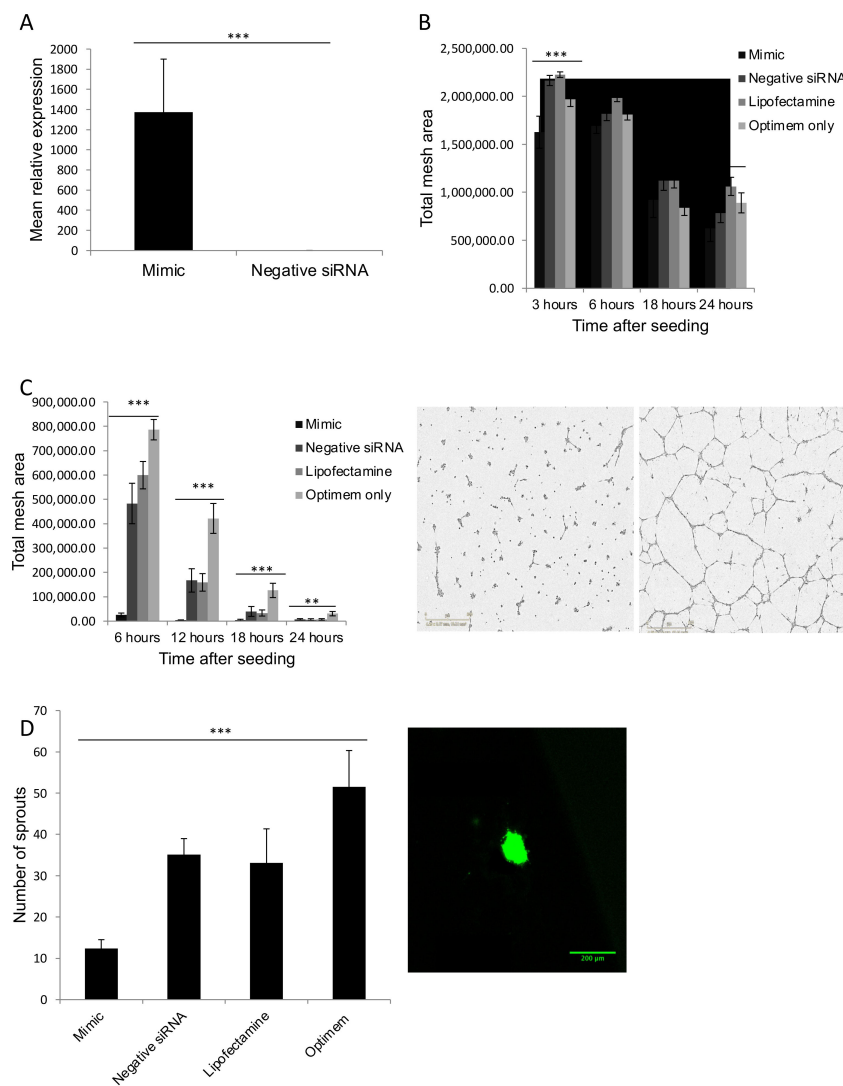 A
***
2000
1800
1600
1400
1200
1000
800
600
400
200
0
Mean relative expression
Mimic
Negative siRNA
B
***
2,500,000.00
2,000,000.00
1,500,000.00
1,000,000.00
500,000.00
0.00
Total mesh area
Mimic
Negative siRNA
Lipofectamine
Optimem only
3 hours
6 hours
18 hours
24 hours
Time after seeding
C
900,000.00
800,000.00
700,000.00
600,000.00
500,000.00
400,000.00
300,000.00
200,000.00
100,000.00
0.00
Total mesh area
***
***
***
**
Mimic
Negative siRNA
Lipofectamine
Optimem only
6 hours
12 hours
18 hours
24 hours
Time after seeding
D
70
60
50
40
30
20
10
0
Number of sprouts
***
Mimic
Negative siRNA
Lipofectamine
Optimem
200 µm